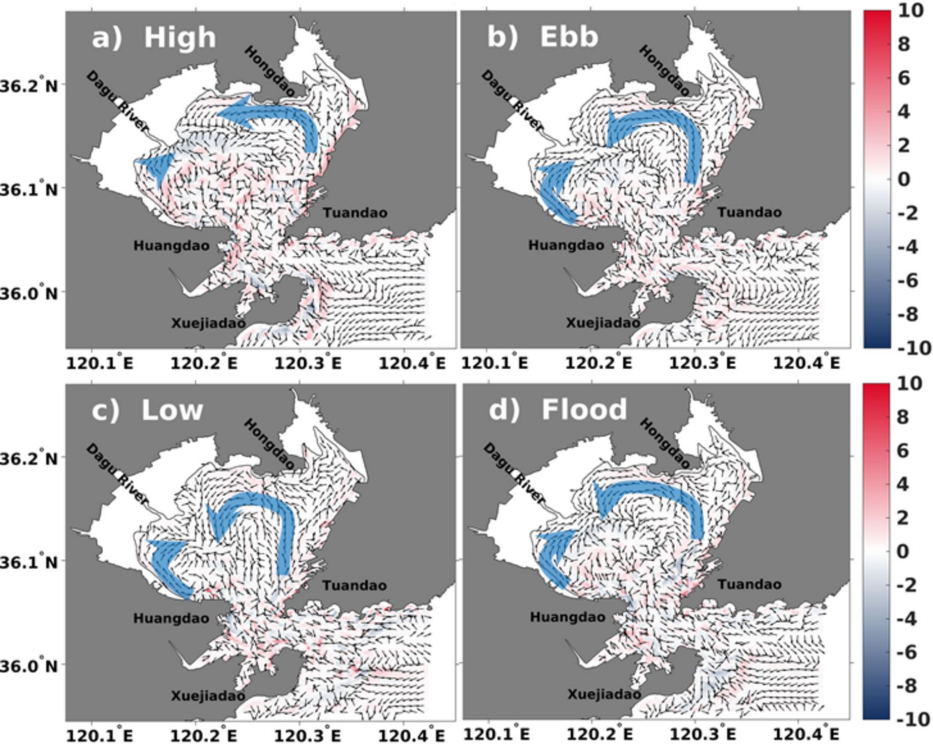 a) High
Hongdao
Dagu River
Tuandao
Huangdao
Xuejiadao
36.2°N
36.1°N
36.0°N
120.1°E 120.2°E 120.3°E 120.4°E
b) Ebb
Hongdao
Dagu River
Tuandao
Huangdao
Xuejiadao
120.1°E 120.2°E 120.3°E 120.4°E
10
8
6
4
2
0
-2
-4
-6
-8
-10
c) Low
Hongdao
Dagu River
Tuandao
Huangdao
Xuejiadao
36.2°N
36.1°N
36.0°N
120.1°E 120.2°E 120.3°E 120.4°E
d) Flood
Hongdao
Dagu River
Tuandao
Huangdao
Xuejiadao
120.1°E 120.2°E 120.3°E 120.4°E
10
8
6
4
2
0
-2
-4
-6
-8
-10